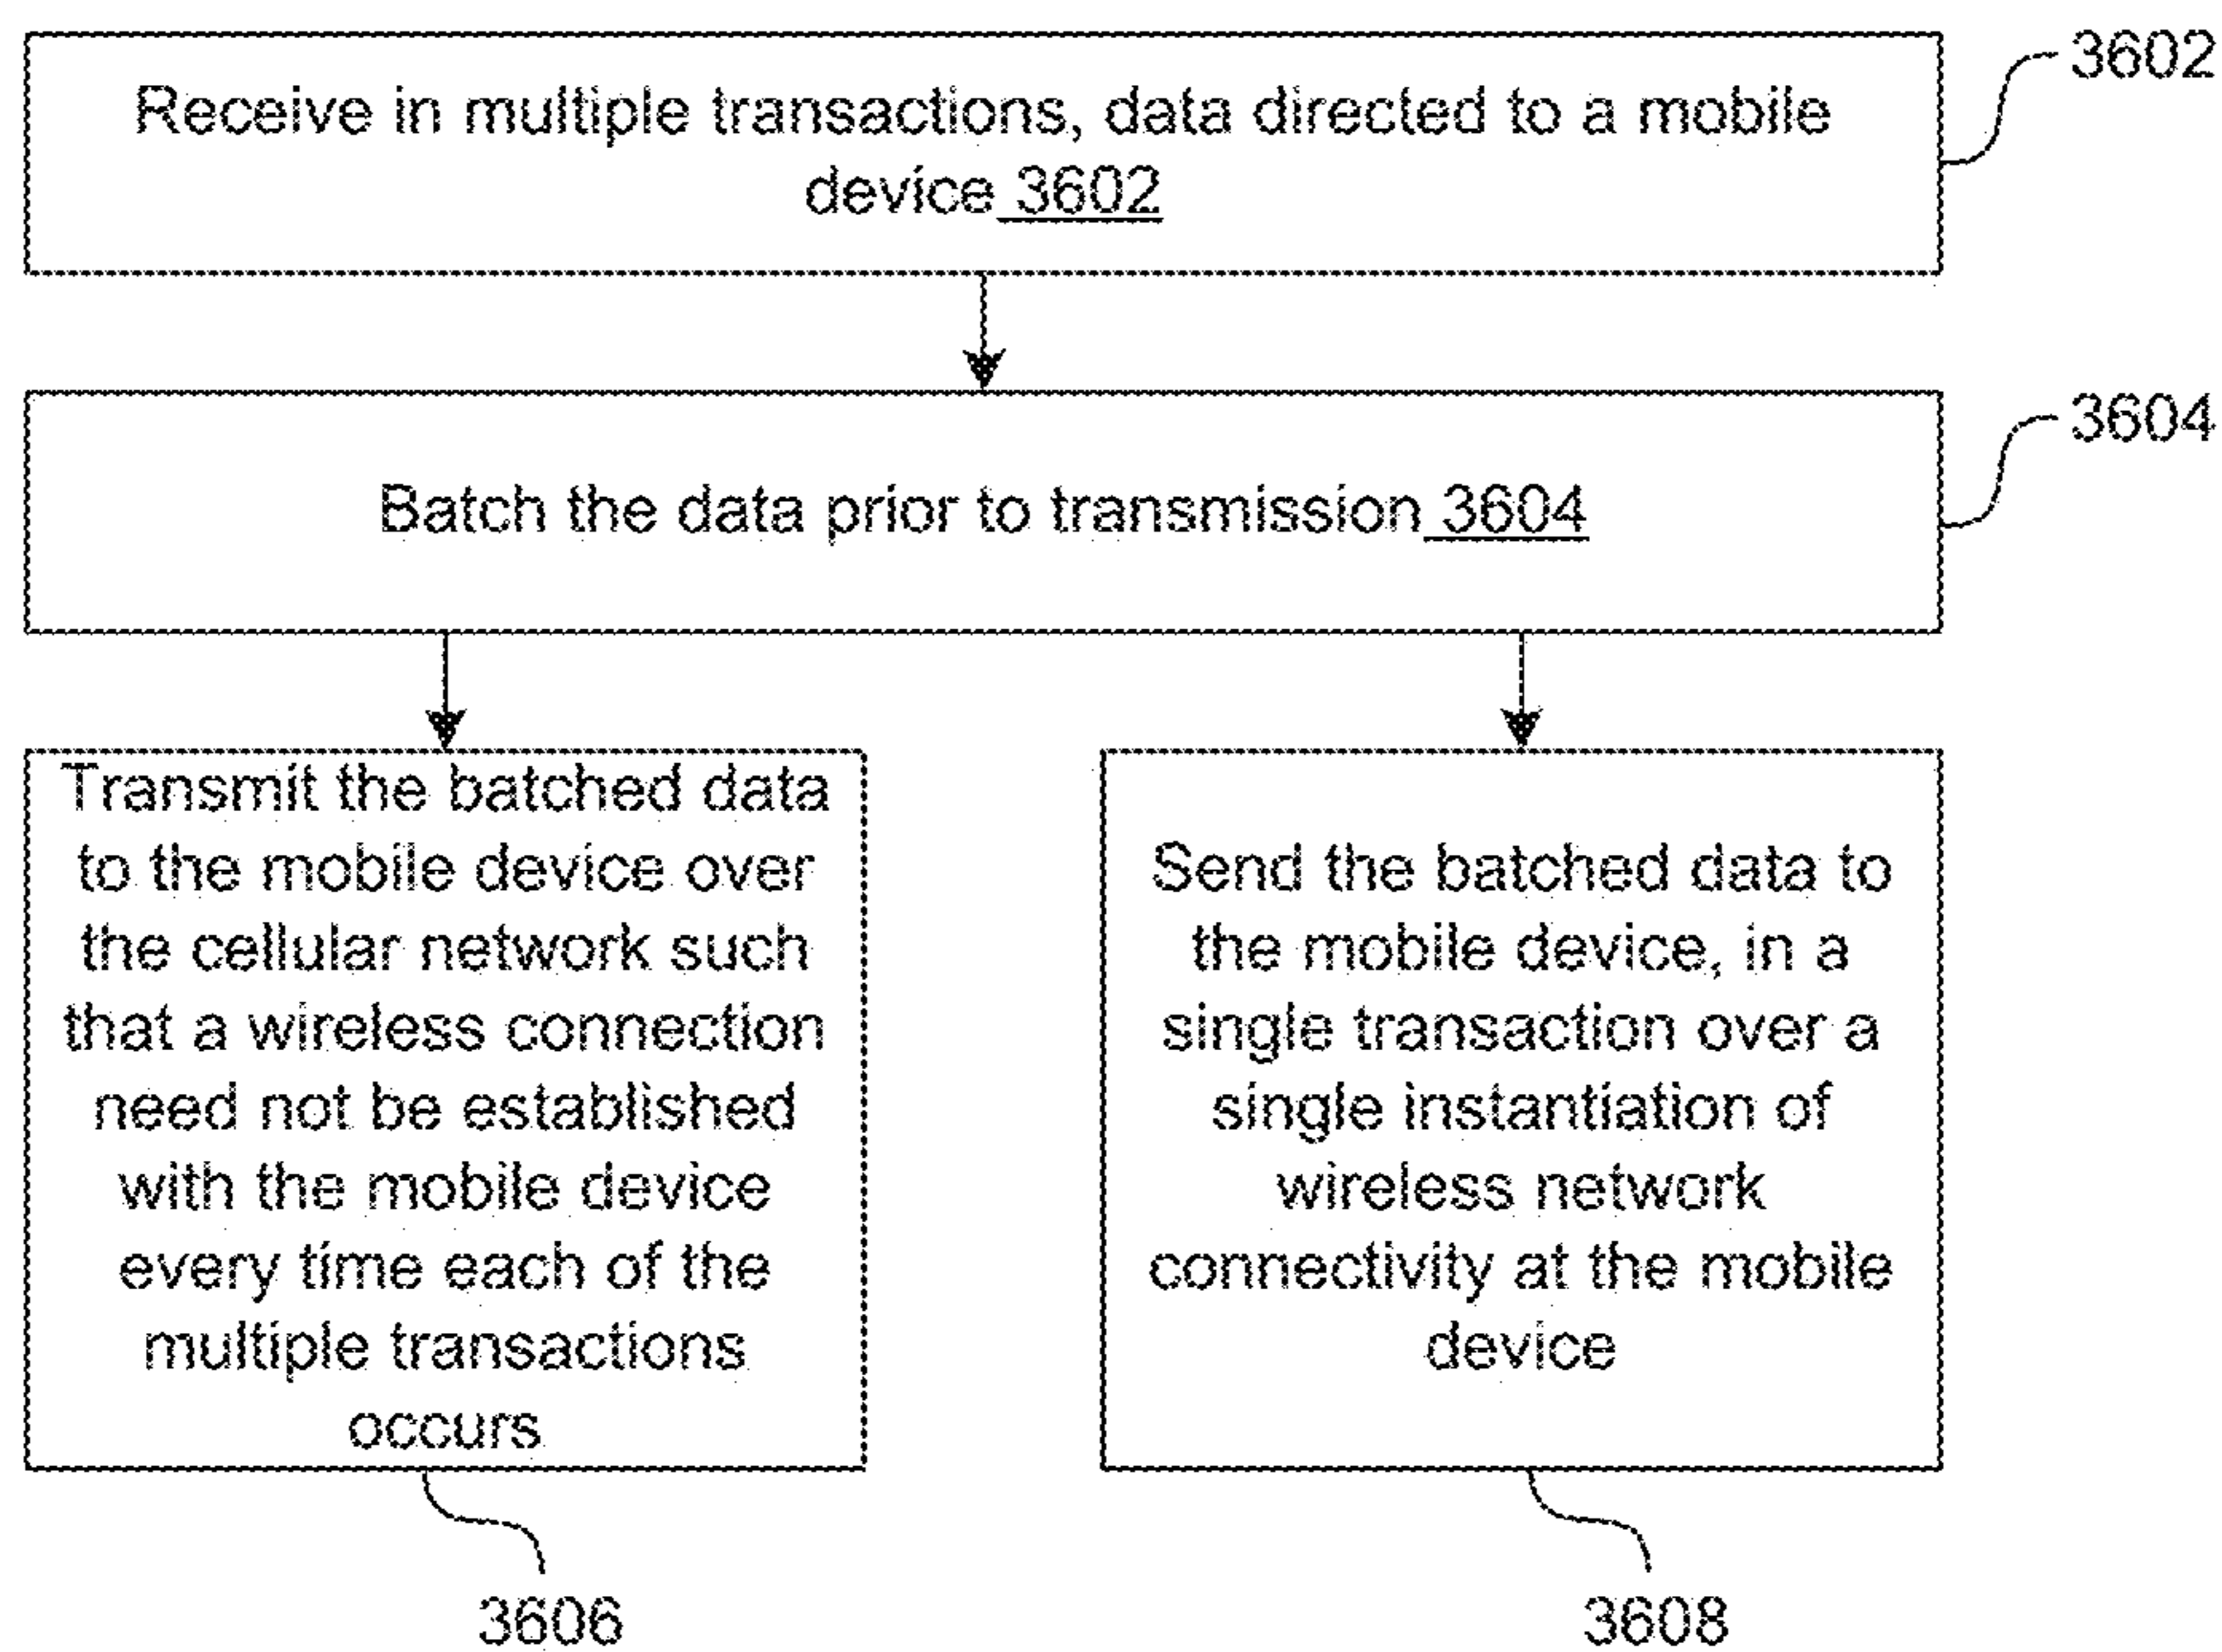 Receive in multiple transactions, data directed to a mobile
device 3602
3602
Batch the data prior to transmission 3604
3604
Transmit the batched data
to the mobile device over
the cellular network such
that a wireless connection
need not be established
with the mobile device
every time each of the
multiple transactions
occurs
3606
Send the batched data to
the mobile device, in a
single transaction over a
single instantiation of
wireless network
connectivity at the mobile
device
3608